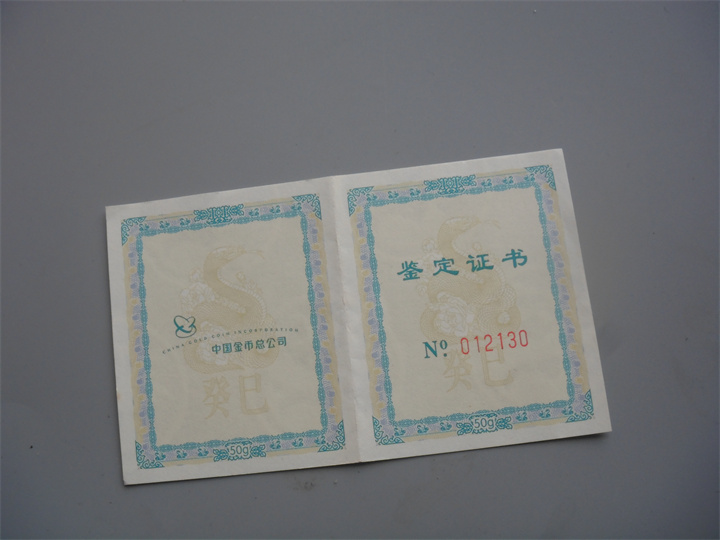 CHINA GOLD COIN INCORPORATION
中国金币总公司
癸巳
50g
鉴定证书
Nº. 012130
癸巳
50g